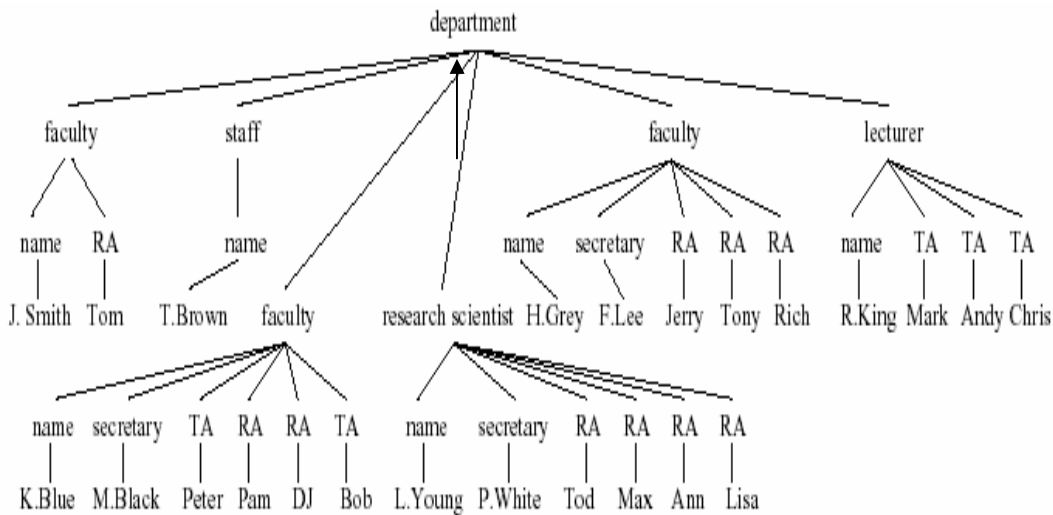 department
faculty staff faculty lecturer
name RA name name secretary RA RA RA name TA TA TA
J. Smith Tom T.Brown faculty research scientist H.Grey F.Lee Jerry Tony Rich R.King Mark Andy Chris
name secretary TA RA RA TA name secretary RA RA RA RA
K.Blue M.Black Peter Pam DJ Bob L.Young P.White Tod Max Ann Lisa